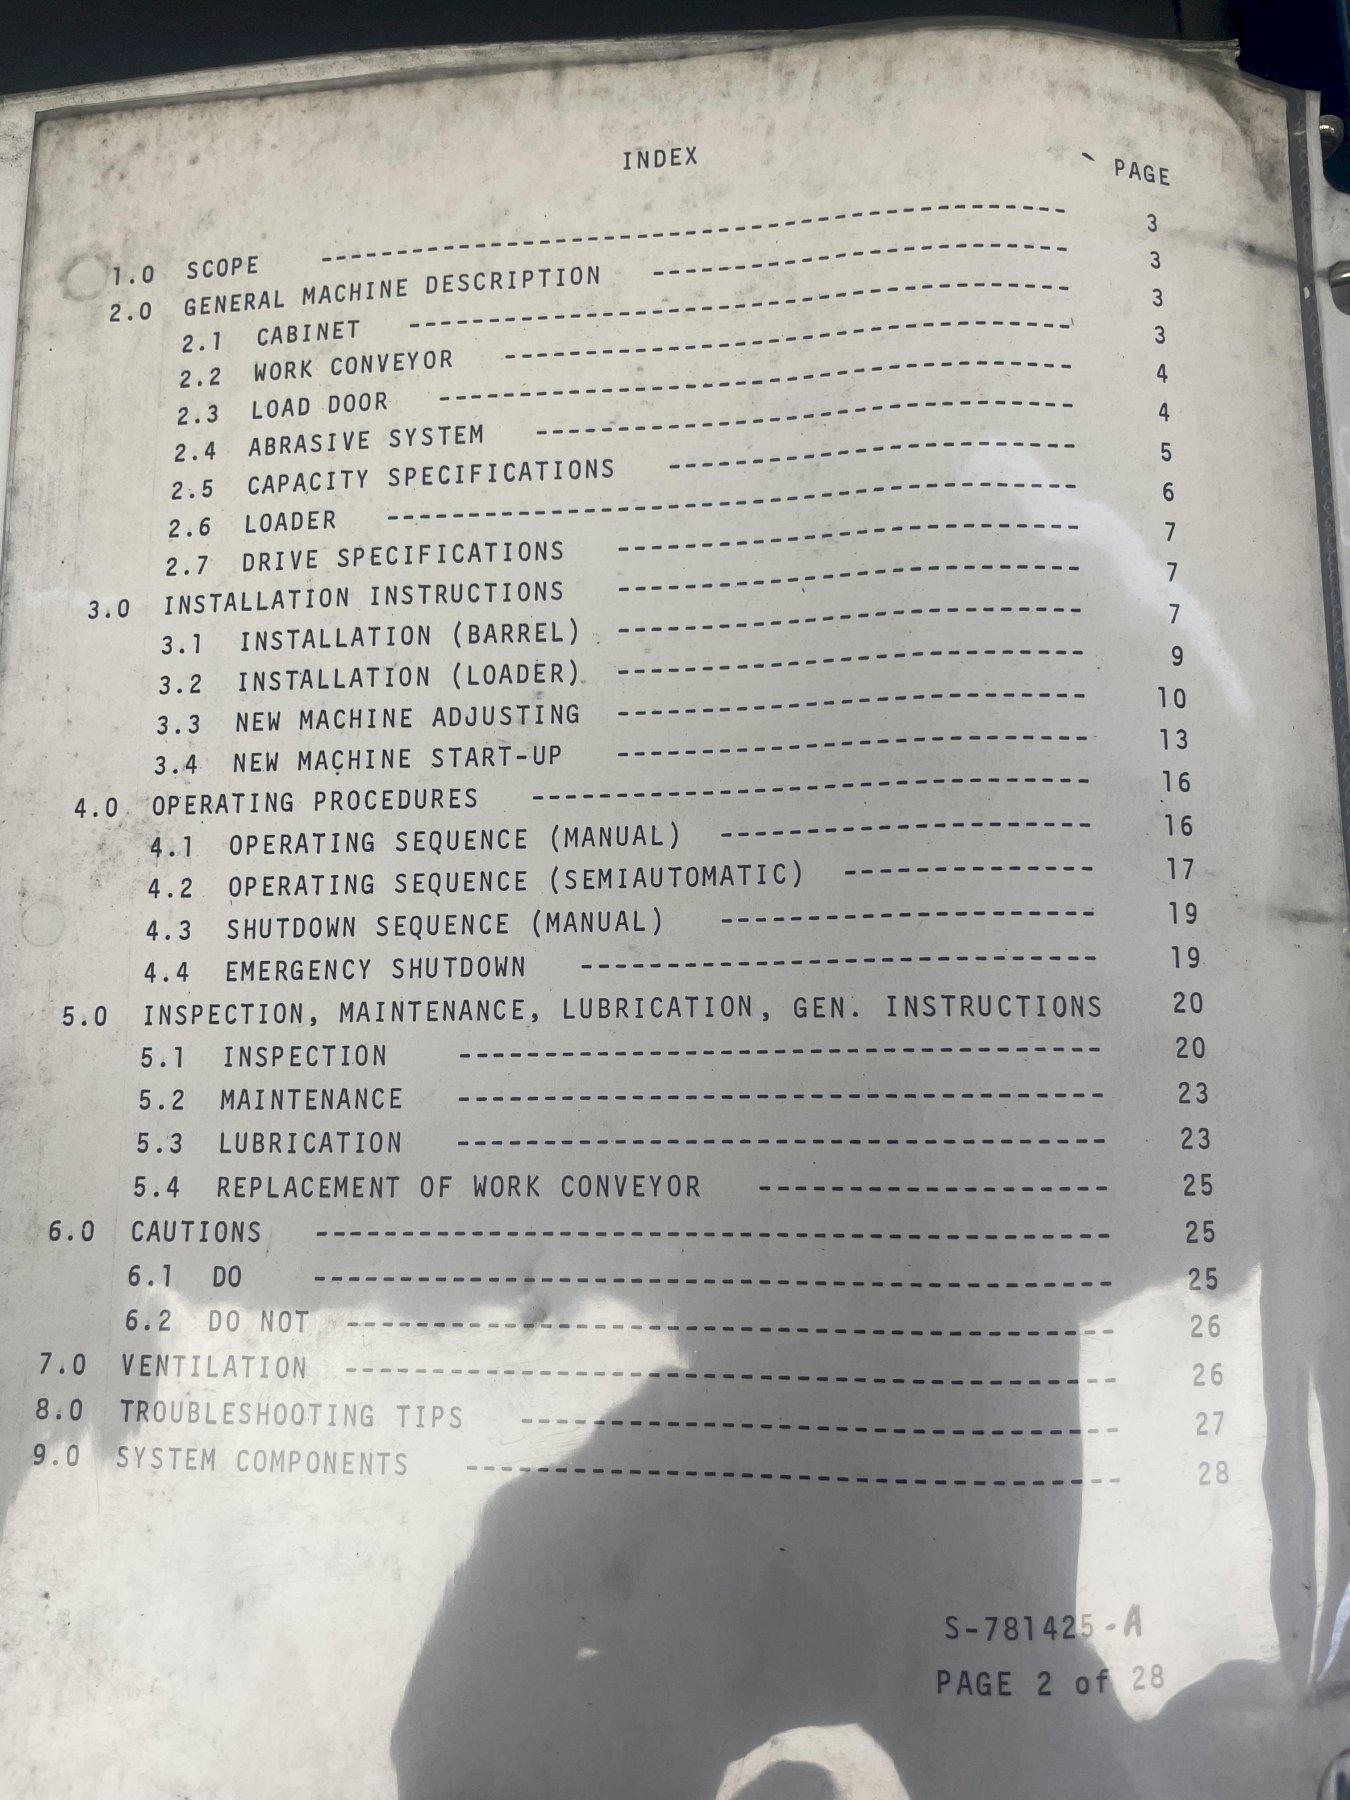 INDEX PAGE
1.0 SCOPE ---------------------------------------- 3
2.0 GENERAL MACHINE DESCRIPTION ---------------------- 3
2.1 CABINET ----------------------------------- 3
2.2 WORK CONVEYOR ------------------------------ 3
2.3 LOAD DOOR ---------------------------------- 4
2.4 ABRASIVE SYSTEM ---------------------------- 4
2.5 CAPACITY SPECIFICATIONS --------------------- 5
2.6 LOADER ------------------------------------- 6
2.7 DRIVE SPECIFICATIONS ------------------------ 7
3.0 INSTALLATION INSTRUCTIONS ------------------------ 7
3.1 INSTALLATION (BARREL) ----------------------- 7
3.2 INSTALLATION (LOADER) ----------------------- 9
3.3 NEW MACHINE ADJUSTING ----------------------- 10
3.4 NEW MACHINE START-UP ------------------------ 13
4.0 OPERATING PROCEDURES ----------------------------- 16
4.1 OPERATING SEQUENCE (MANUAL) ------------------ 16
4.2 OPERATING SEQUENCE (SEMIAUTOMATIC) ------------- 17
4.3 SHUTDOWN SEQUENCE (MANUAL) ------------------- 19
4.4 EMERGENCY SHUTDOWN -------------------------- 19
5.0 INSPECTION, MAINTENANCE, LUBRICATION, GEN. INSTRUCTIONS 20
5.1 INSPECTION --------------------------------- 20
5.2 MAINTENANCE -------------------------------- 23
5.3 LUBRICATION -------------------------------- 23
5.4 REPLACEMENT OF WORK CONVEYOR ----------------- 25
6.0 CAUTIONS --------------------------------------- 25
6.1 DO --------------------------------------- 25
6.2 DO NOT ------------------------------------- 26
7.0 VENTILATION ------------------------------------- 26
8.0 TROUBLESHOOTING TIPS ---------------------------- 27
9.0 SYSTEM COMPONENTS ------------------------------- 28
S-781425-A
PAGE 2 of 28